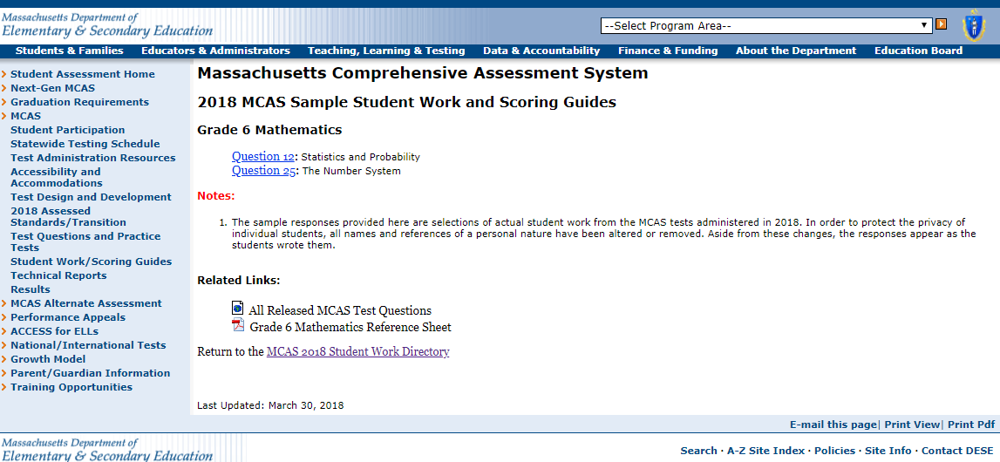 Massachusetts Department of
Elementary & Secondary Education
--Select Program Area--
Students & Families Educators & Administrators Teaching, Learning & Testing Data & Accountability Finance & Funding About the Department Education Board
Student Assessment Home
Next-Gen MCAS
Graduation Requirements
MCAS
Student Participation
Statewide Testing Schedule
Test Administration Resources
Accessibility and
Accommodations
Test Design and Development
2018 Assessed
Standards/Transition
Test Questions and Practice
Tests
Student Work/Scoring Guides
Technical Reports
Results
MCAS Alternate Assessment
Performance Appeals
ACCESS for ELLs
National/International Tests
Growth Model
Parent/Guardian Information
Training Opportunities
Massachusetts Comprehensive Assessment System
2018 MCAS Sample Student Work and Scoring Guides
Grade 6 Mathematics
Question 12: Statistics and Probability
Question 25: The Number System
Notes:
1. The sample responses provided here are selections of actual student work from the MCAS tests administered in 2018. In order to protect the privacy of
individual students, all names and references of a personal nature have been altered or removed. Aside from these changes, the responses appear as the
students wrote them.
Related Links:
All Released MCAS Test Questions
Grade 6 Mathematics Reference Sheet
Return to the MCAS 2018 Student Work Directory
Last Updated: March 30, 2018
E-mail this page| Print View| Print Pdf
Massachusetts Department of
Elementary & Secondary Education
Search · A-Z Site Index · Policies · Site Info · Contact DESE